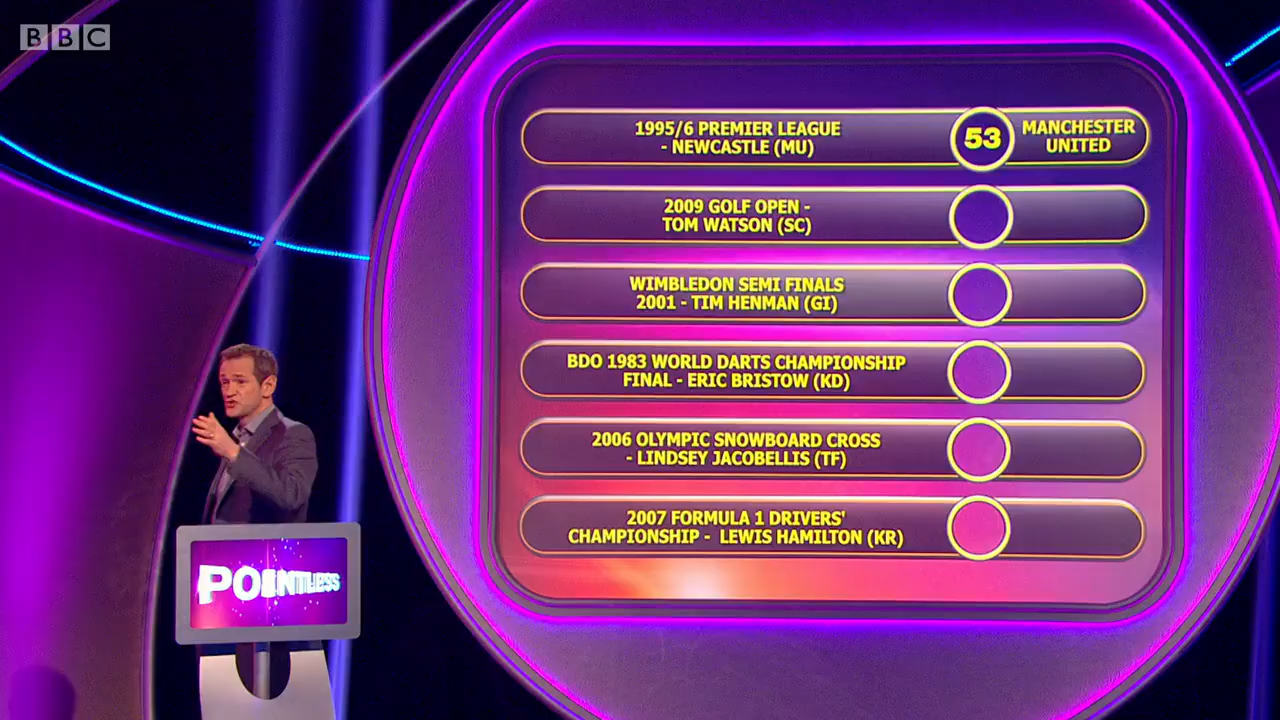 BBC
1995/6 PREMIER LEAGUE
- NEWCASTLE (MU)
53
MANCHESTER
UNITED
2009 GOLF OPEN -
TOM WATSON (SC)
WIMBLEDON SEMI FINALS
2001 - TIM HENMAN (GI)
BDO 1983 WORLD DARTS CHAMPIONSHIP
FINAL - ERIC BRISTOW (KD)
2006 OLYMPIC SNOWBOARD CROSS
- LINDSEY JACOBELLIS (TF)
2007 FORMULA 1 DRIVERS'
CHAMPIONSHIP - LEWIS HAMILTON (KR)
POINTLESS